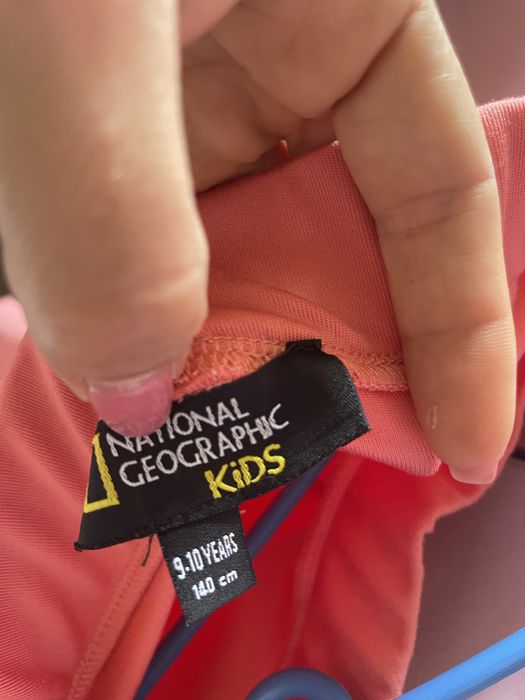 NATIONAL
GEOGRAPHIC
KiDS
9-10 YEARS
140 cm